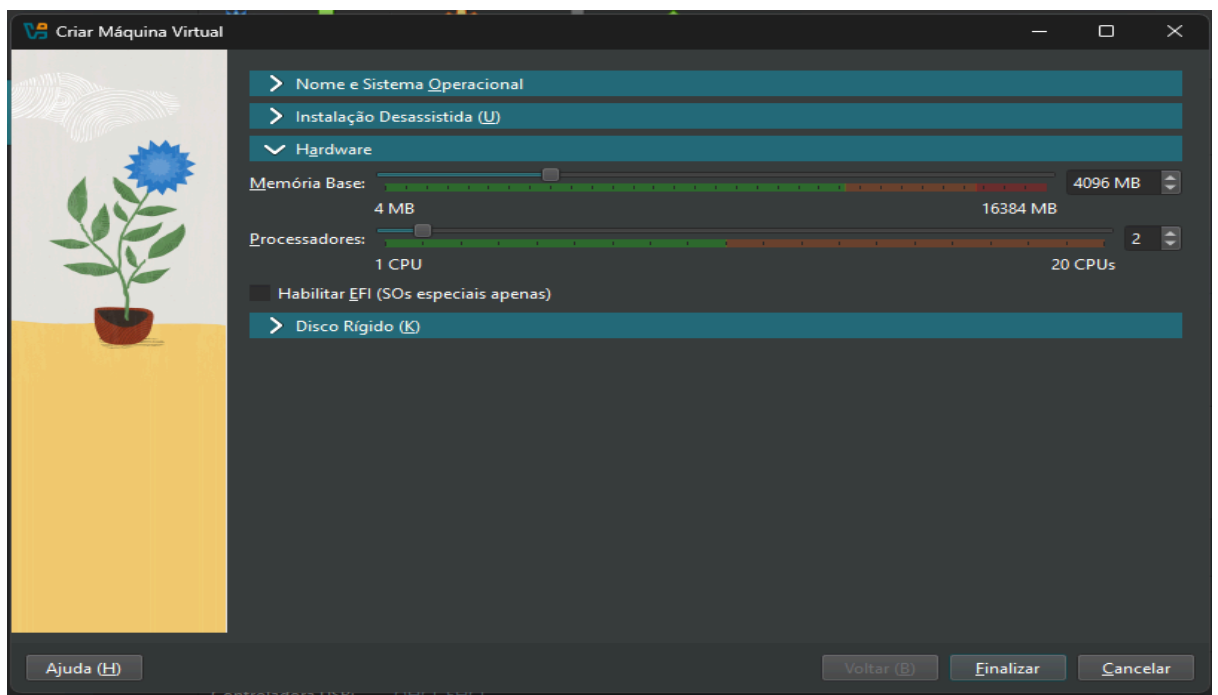 Criar Máquina Virtual
Nome e Sistema Operacional
Instalação Desassistida (U)
Hardware
Memória Base: 4096 MB
4 MB 16384 MB
Processadores: 2
1 CPU 20 CPUs
Habilitar EFI (SOs especiais apenas)
Disco Rígido (K)
Ajuda (H) Voltar (B) Finalizar Cancelar